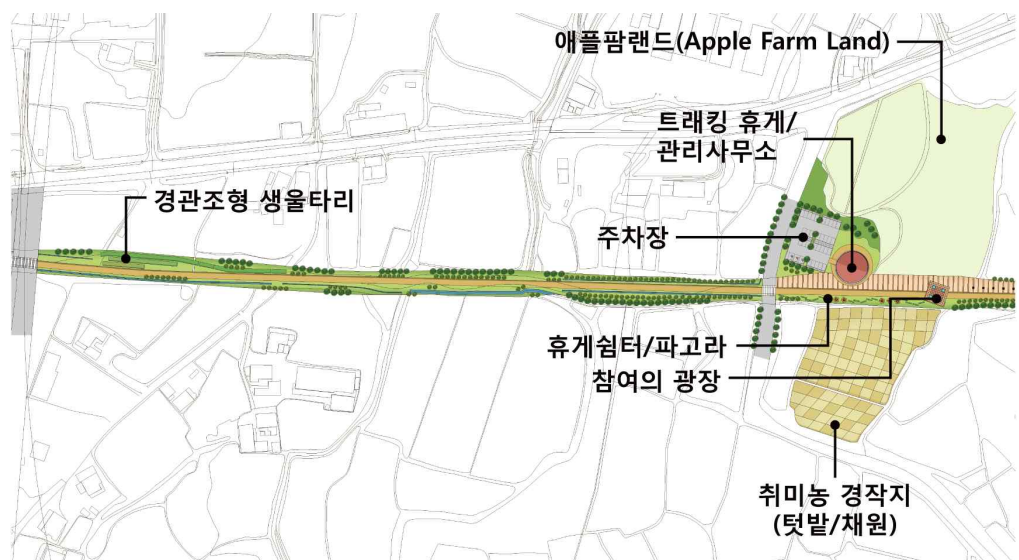 애플팜랜드(Apple Farm Land)
트래킹 휴게/
관리사무소
경관조형 생울타리
주차장
휴게쉼터/파고라
참여의 광장
취미농 경작지
(텃밭/채원)